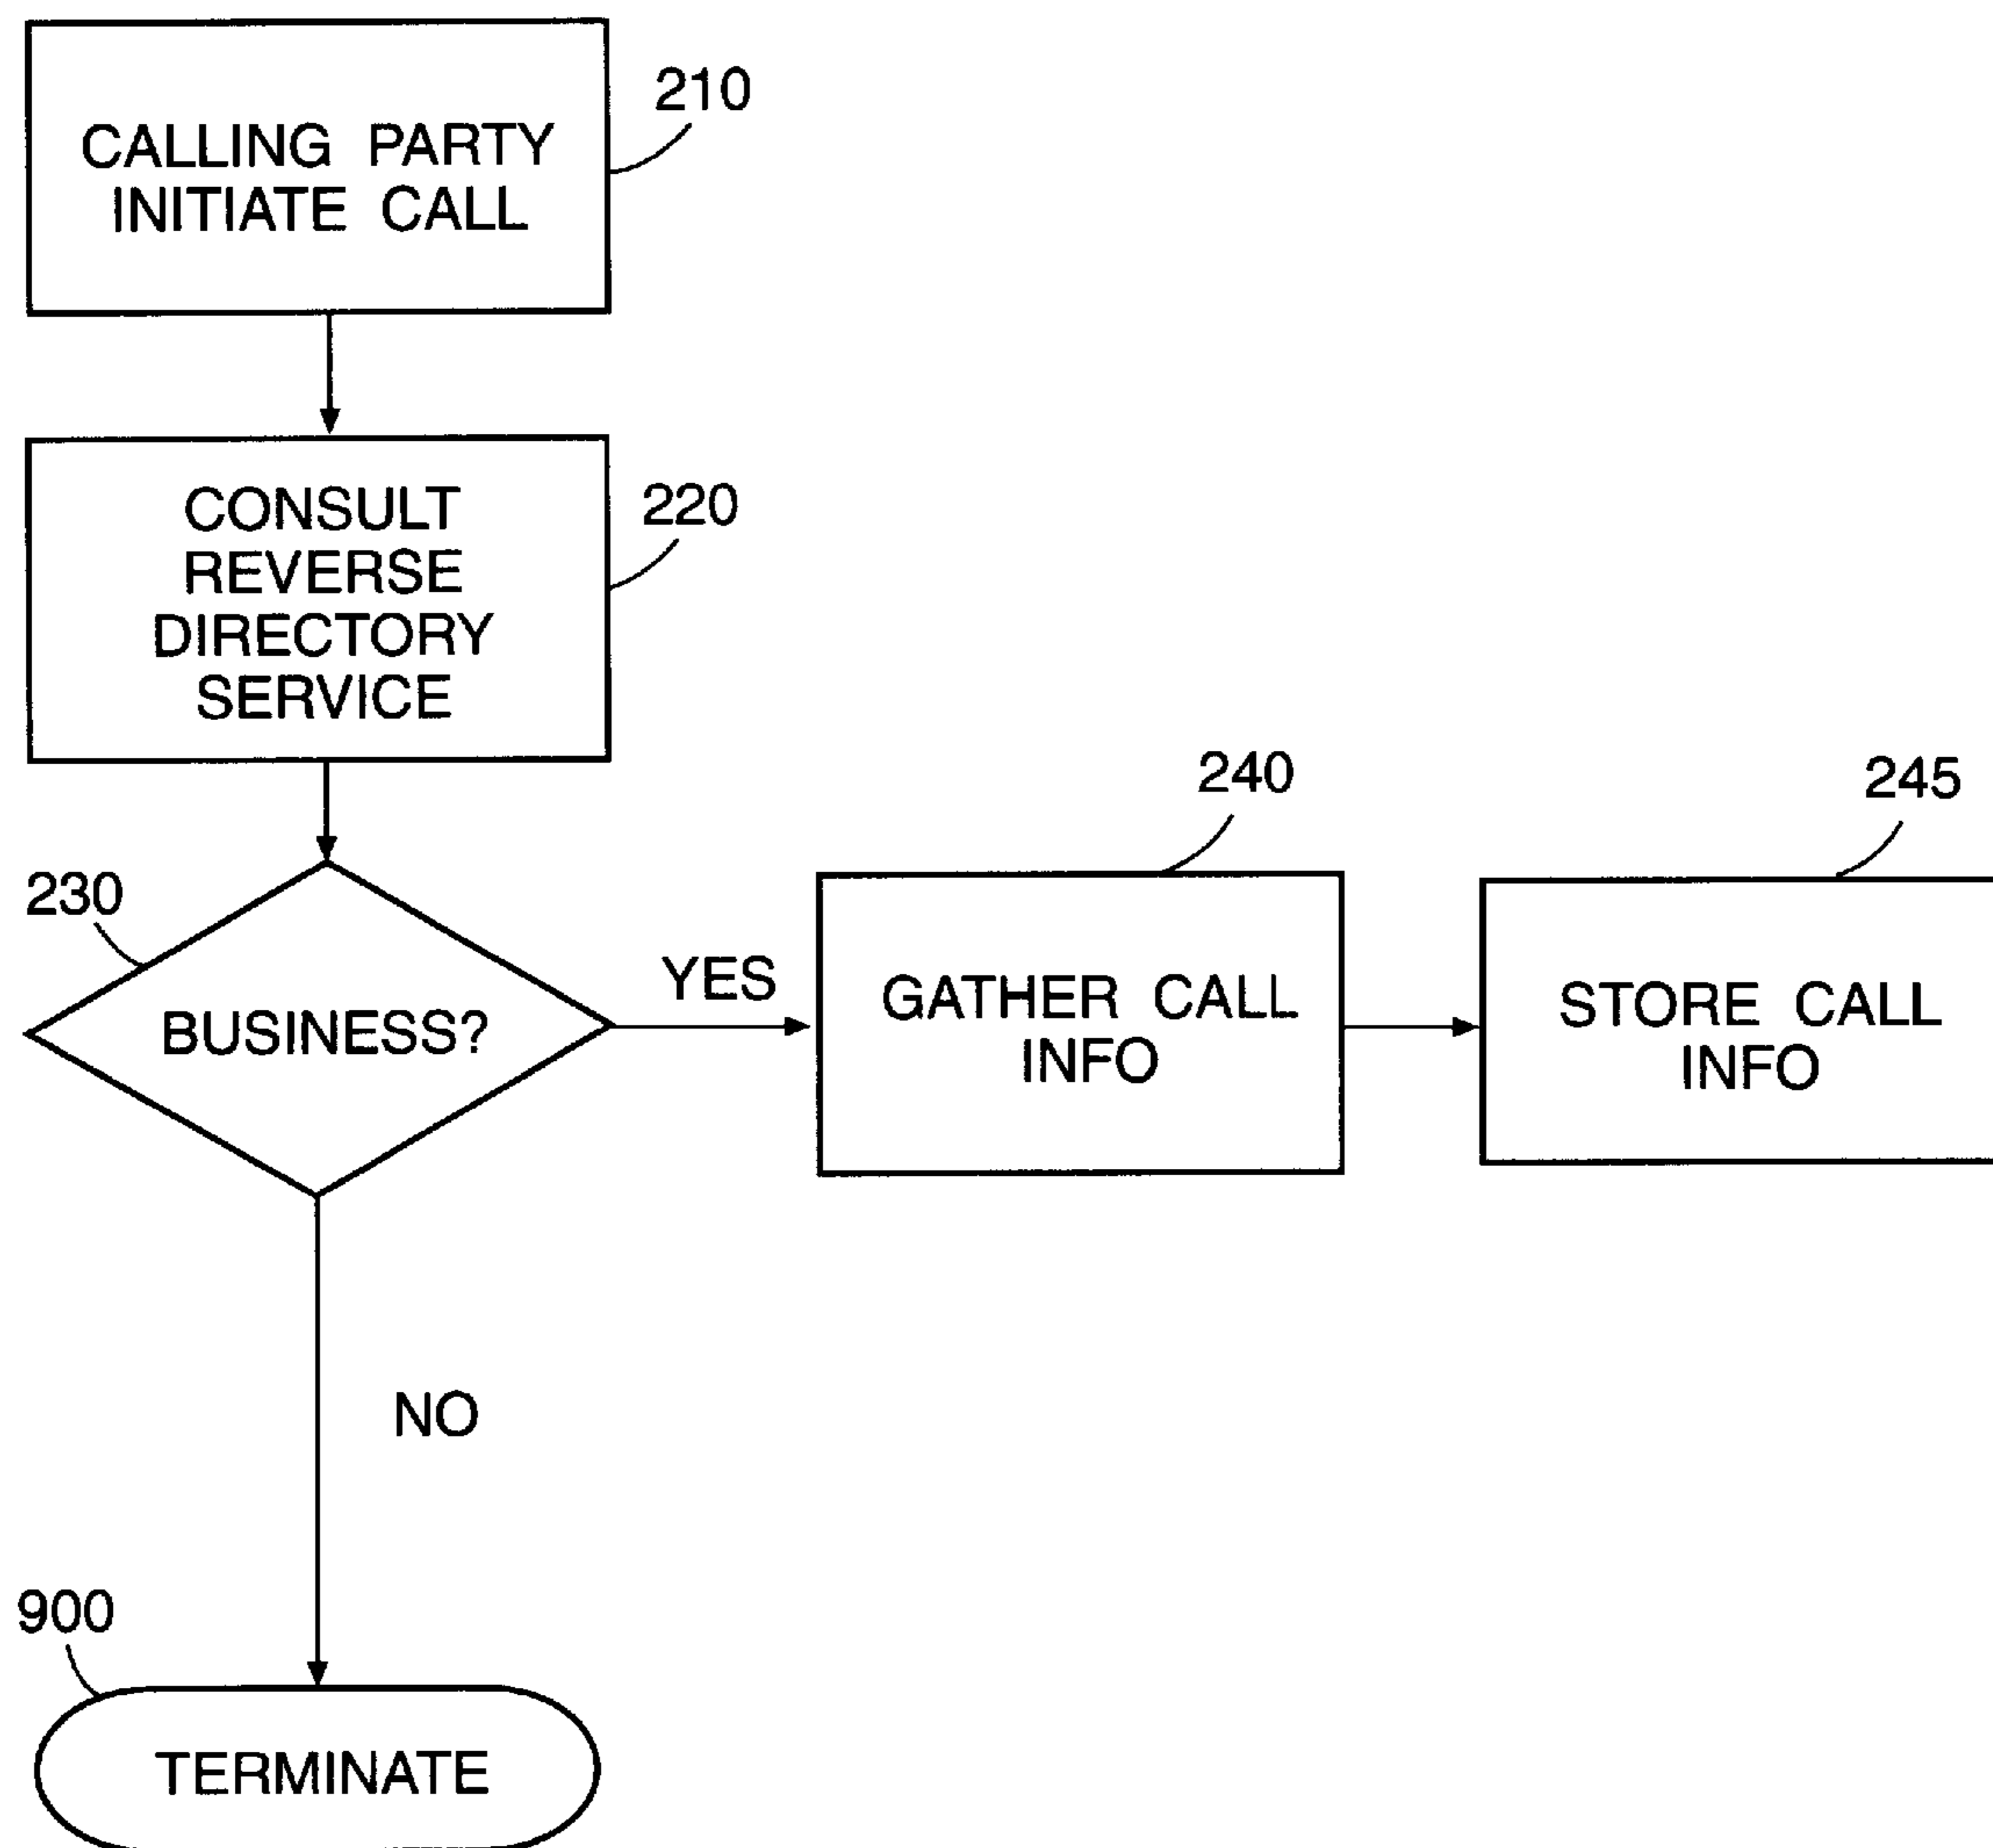 210
CALLING PARTY
INITIATE CALL
220
CONSULT
REVERSE
DIRECTORY
SERVICE
230
BUSINESS?
YES
240
GATHER CALL
INFO
245
STORE CALL
INFO
NO
900
TERMINATE